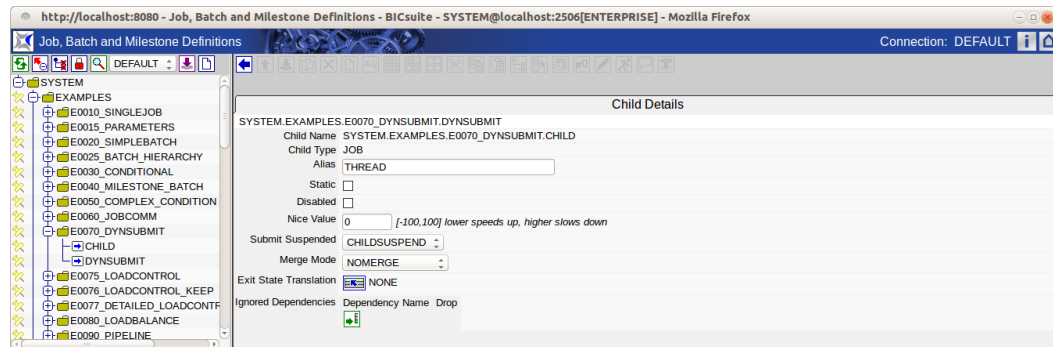 http://localhost:8080 - Job, Batch and Milestone Definitions - BICsuite - SYSTEM@localhost:2506[ENTERPRISE] - Mozilla Firefox
Job, Batch and Milestone Definitions
Connection: DEFAULT
DEFAULT
SYSTEM
EXAMPLES
E0010_SINGLEJOB
E0015_PARAMETERS
E0020_SIMPLEBATCH
E0025_BATCH_HIERARCHY
E0030_CONDITIONAL
E0040_MILESTONE_BATCH
E0050_COMPLEX_CONDITION
E0060_JOBCOMM
E0070_DYNSUBMIT
CHILD
DYNSUBMIT
E0075_LOADCONTROL
E0076_LOADCONTROL_KEEP
E0077_DETAILED_LOADCONTR
E0080_LOADBALANCE
E0090_PIPELINE
Child Details
SYSTEM.EXAMPLES.E0070_DYNSUBMIT.DYNSUBMIT
Child Name SYSTEM.EXAMPLES.E0070_DYNSUBMIT.CHILD
Child Type JOB
Alias THREAD
Static
Disabled
Nice Value 0 [-100,100] lower speeds up, higher slows down
Submit Suspended CHILDSUSPEND
Merge Mode NOMERGE
Exit State Translation NONE
Ignored Dependencies Dependency Name Drop